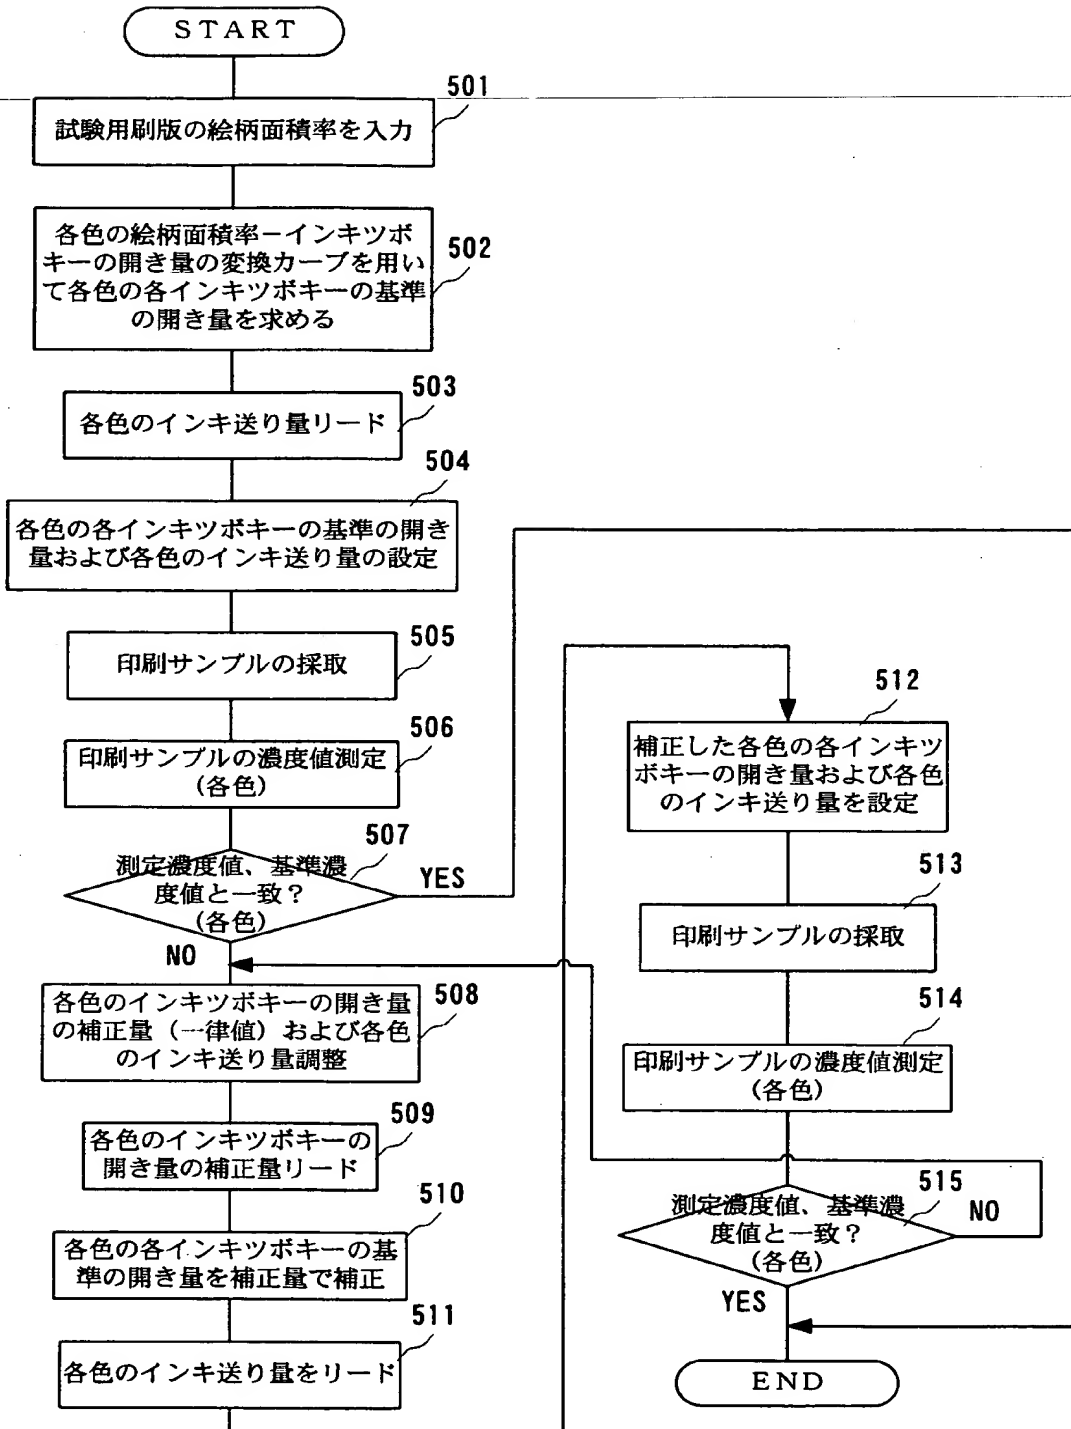 START
501
試験用刷版の絵柄面積率を入力
各色の絵柄面積率－インキツボ
キーの開き量の変換カーブを用い
て各色の各インキツボキーの基準
の開き量を求める
502
503
各色のインキ送り量リード
504
各色の各インキツボキーの基準の開き
量および各色のインキ送り量の設定
505
印刷サンプルの採取
506
印刷サンプルの濃度値測定
(各色)
507
測定濃度値、基準濃
度値と一致？
(各色)
YES
NO
508
各色のインキツボキーの開き量
の補正量（一律値）および各色
のインキ送り量調整
509
各色のインキツボキーの
開き量の補正量リード
510
各色の各インキツボキーの基
準の開き量を補正量で補正
511
各色のインキ送り量をリード
512
補正した各色の各インキツ
ボキーの開き量および各色
のインキ送り量を設定
513
印刷サンプルの採取
514
印刷サンプルの濃度値測定
(各色)
515
測定濃度値、基準濃
度値と一致？
(各色)
NO
YES
END